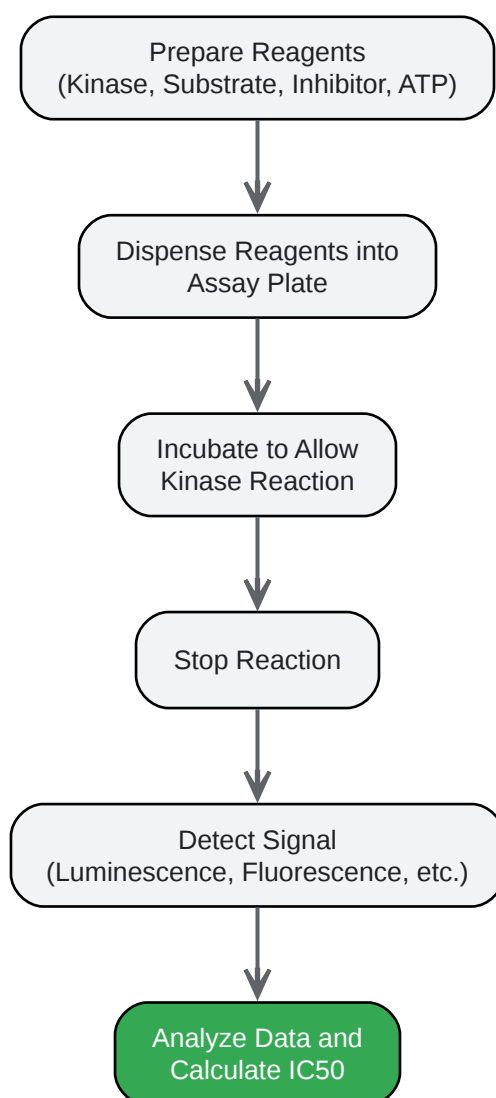 Prepare Reagents
(Kinase, Substrate, Inhibitor, ATP)
Dispense Reagents into
Assay Plate
Incubate to Allow
Kinase Reaction
Stop Reaction
Detect Signal
(Luminescence, Fluorescence, etc.)
Analyze Data and
Calculate IC50